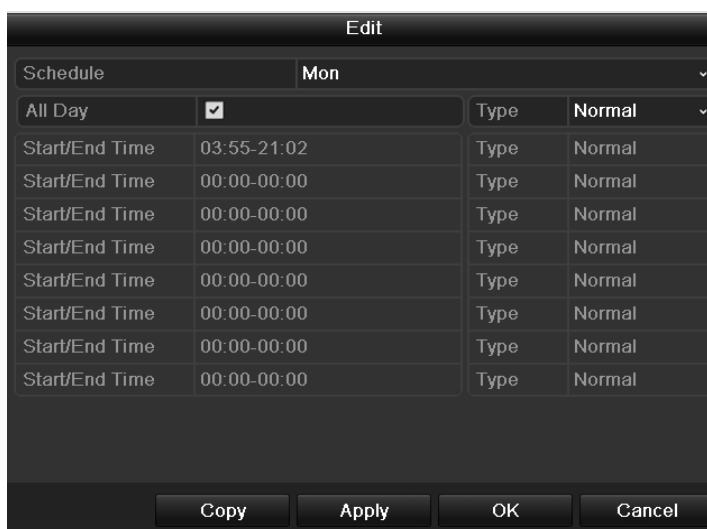 Edit
Schedule Mon
All Day Type Normal
Start/End Time 03:55-21:02 Type Normal
Start/End Time 00:00-00:00 Type Normal
Start/End Time 00:00-00:00 Type Normal
Start/End Time 00:00-00:00 Type Normal
Start/End Time 00:00-00:00 Type Normal
Start/End Time 00:00-00:00 Type Normal
Start/End Time 00:00-00:00 Type Normal
Start/End Time 00:00-00:00 Type Normal
Copy Apply OK Cancel